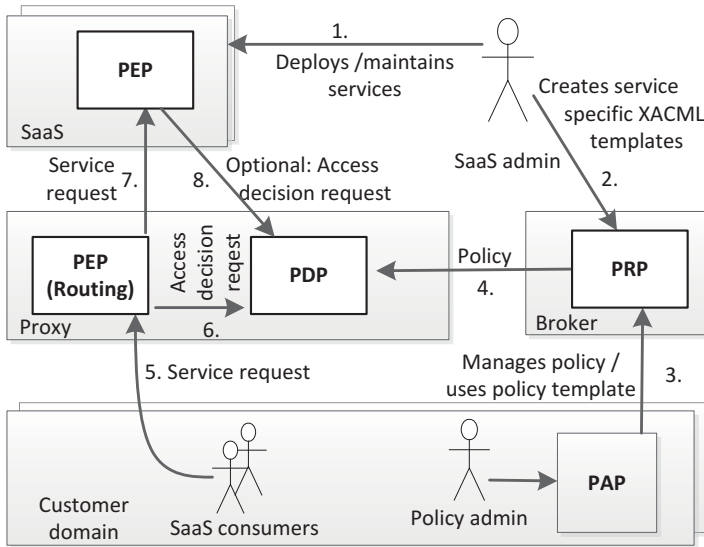 1.
PEP
Deploys /maintains
services
SaaS
Creates service
specific XACML
templates
SaaS admin
2.
Service
request
7.
8.
Optional: Access
decision request
PEP
(Routing)
Access
decision
reqest
PDP
Policy
4.
PRP
Proxy
6.
Broker
5. Service request
Manages policy /
uses policy template
3.
PAP
Customer
domain
SaaS consumers
Policy admin